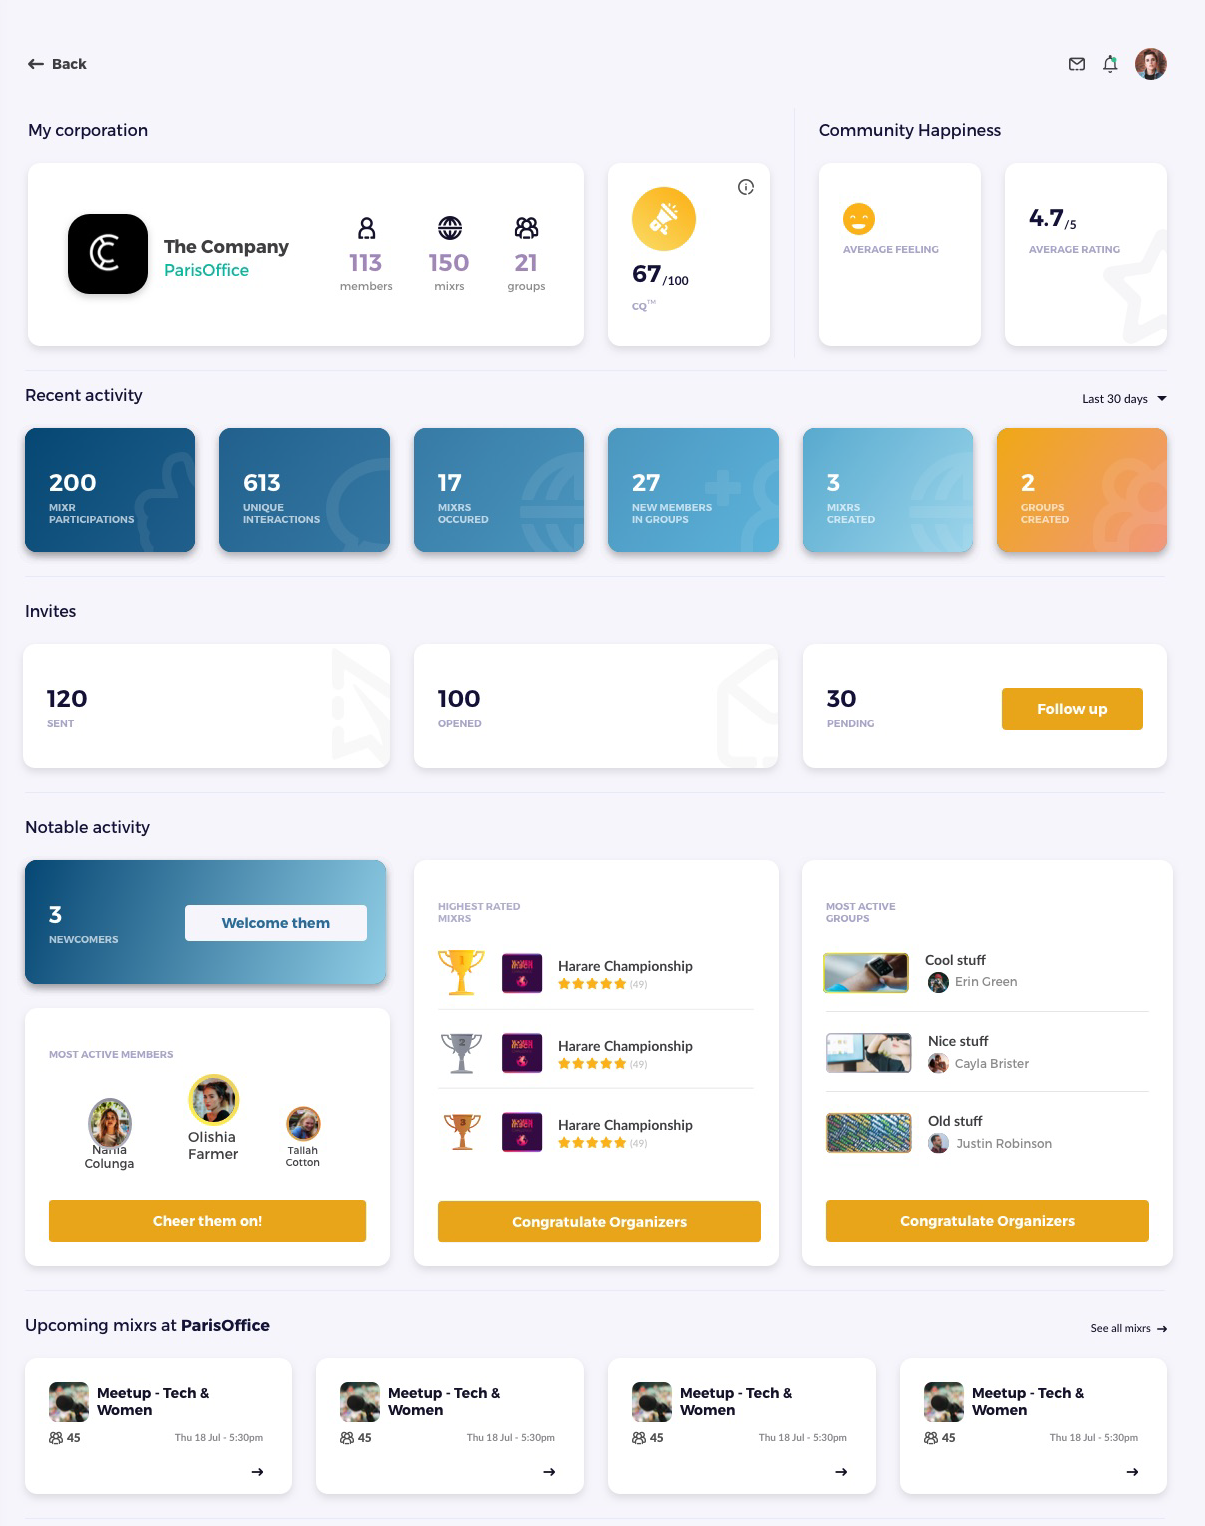 Back
My corporation
Community Happiness
The Company
ParisOffice
113
members
150
mixrs
21
groups
67/100
CQ™
AVERAGE FEELING
4.7/5
AVERAGE RATING
Recent activity
Last 30 days
200
MIXR
PARTICIPATIONS
613
UNIQUE
INTERACTIONS
17
MIXRS
OCCURED
27
NEW MEMBERS
IN GROUPS
3
MIXRS
CREATED
2
GROUPS
CREATED
Invites
120
SENT
100
OPENED
30
PENDING
Follow up
Notable activity
3
NEWCOMERS
Welcome them
MOST ACTIVE MEMBERS
Colunga
Olishia
Farmer
Taliah
Cotton
Cheer them on!
HIGHEST RATED
MIXRS
1
Harare Championship
(49)
2
Harare Championship
(49)
3
Harare Championship
(49)
Congratulate Organizers
MOST ACTIVE
GROUPS
Cool stuff
Erin Green
Nice stuff
Cayla Brister
Old stuff
Justin Robinson
Congratulate Organizers
Upcoming mixrs at ParisOffice
See all mixrs
Meetup - Tech &
Women
45
Thu 18 Jul - 5:30pm
Meetup - Tech &
Women
45
Thu 18 Jul - 5:30pm
Meetup - Tech &
Women
45
Thu 18 Jul - 5:30pm
Meetup - Tech &
Women
45
Thu 18 Jul - 5:30pm